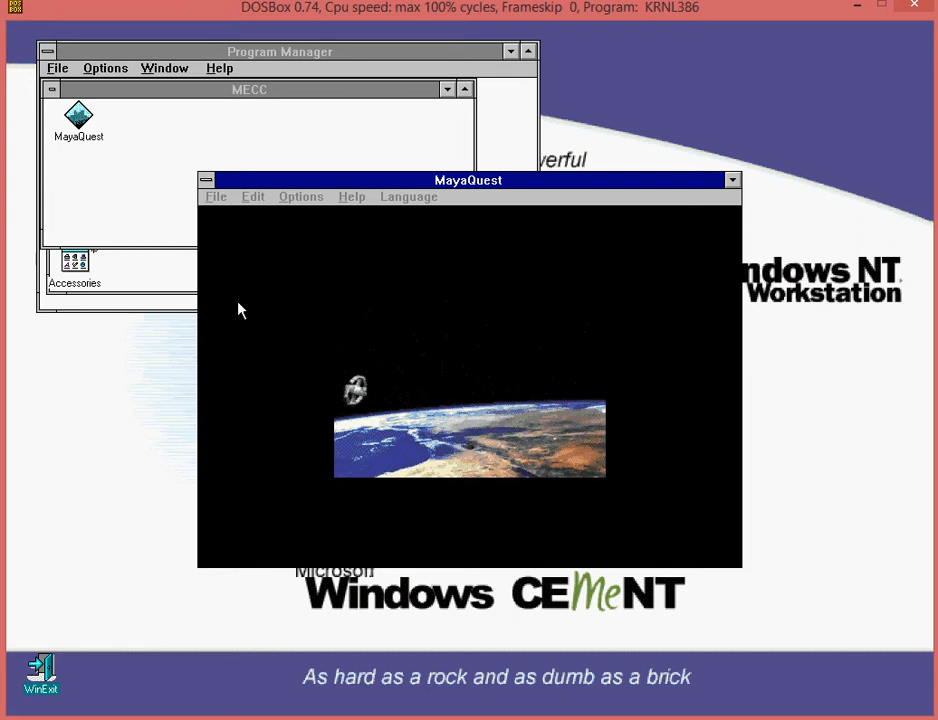 DOSBox 0.74, Cpu speed: max 100% cycles, Frameskip 0, Program: KRNL386
Program Manager
File Options Window Help
MECC
MayaQuest
werful
MayaQuest
File Edit Options Help Language
Accessories
ndows NT
Workstation
Microsoft
Windows CEMeNT
WinExit
As hard as a rock and as dumb as a brick